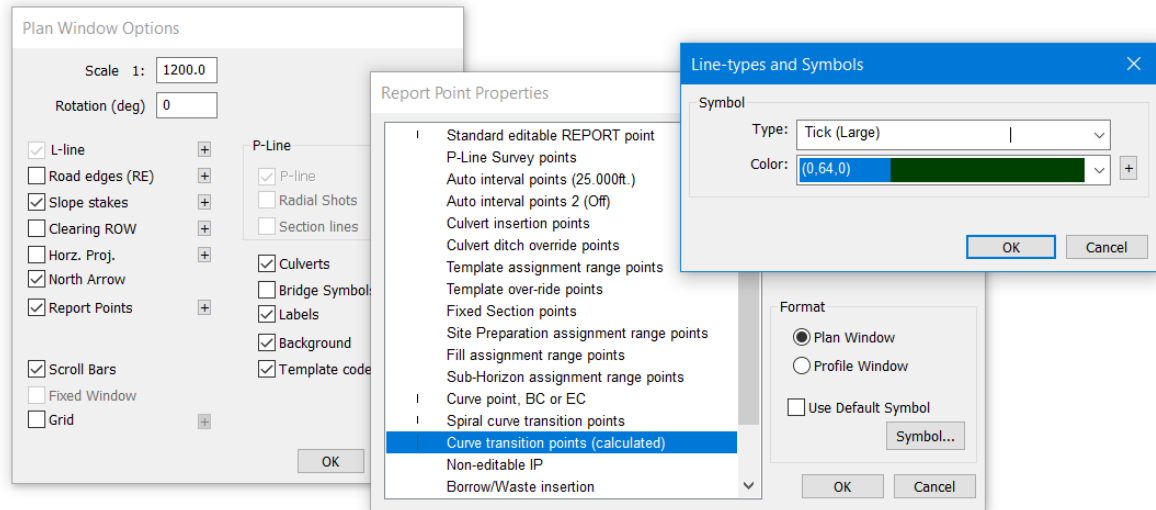 Plan Window Options
Scale 1: 1200.0
Rotation (deg) 0
L-line +
Road edges (RE) +
Slope stakes +
Clearing ROW +
Horz. Proj. +
North Arrow
Report Points +
Scroll Bars
Fixed Window
Grid +
P-Line
P-line
Radial Shots
Section lines
Culverts
Bridge Symbol
Labels
Background
Template code
OK
Report Point Properties
Standard editable REPORT point
P-Line Survey points
Auto interval points (25.000ft.)
Auto interval points 2 (Off)
Culvert insertion points
Culvert ditch override points
Template assignment range points
Template over-ride points
Fixed Section points
Site Preparation assignment range points
Fill assignment range points
Sub-Horizon assignment range points
Curve point, BC or EC
Spiral curve transition points
Curve transition points (calculated)
Non-editable IP
Borrow/Waste insertion
Format
Plan Window
Profile Window
Use Default Symbol
Symbol...
OK Cancel
Line-types and Symbols
Symbol
Type: Tick (Large)
Color: (0,64,0) +
OK Cancel